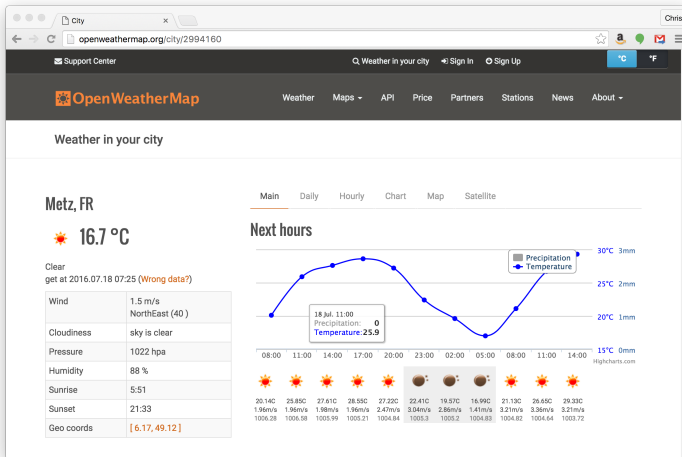 City
Chris
openweathermap.org/city/2994160
Support Center
Weather in your city
Sign In
Sign Up
°C
°F
OpenWeatherMap
Weather
Maps
API
Price
Partners
Stations
News
About
Weather in your city
Metz, FR
16.7 °C
Clear
get at 2016.07.18 07:25 (Wrong data?)
Wind 1.5 m/s
NorthEast (40 )
Cloudiness sky is clear
Pressure 1022 hpa
Humidity 88 %
Sunrise 5:51
Sunset 21:33
Geo coords [ 6.17, 49.12 ]
Main Daily Hourly Chart Map Satellite
Next hours
Precipitation
Temperature
30°C 3mm
25°C 2mm
20°C 1mm
15°C 0mm
18 Jul. 11:00
Precipitation: 0
Temperature: 25.9
08:00 11:00 14:00 17:00 20:00 23:00 02:00 05:00 08:00 11:00 14:00
Highcharts.com
20.14C 25.85C 27.61C 28.55C 27.22C 22.41C 19.57C 16.99C 21.13C 26.65C 29.33C
1.96m/s 1.96m/s 1.98m/s 1.96m/s 2.47m/s 3.04m/s 2.86m/s 1.41m/s 3.21m/s 3.36m/s 3.21m/s
1006.28 1006.58 1005.99 1005.21 1004.84 1005.3 1005.2 1004.83 1004.82 1004.64 1003.72